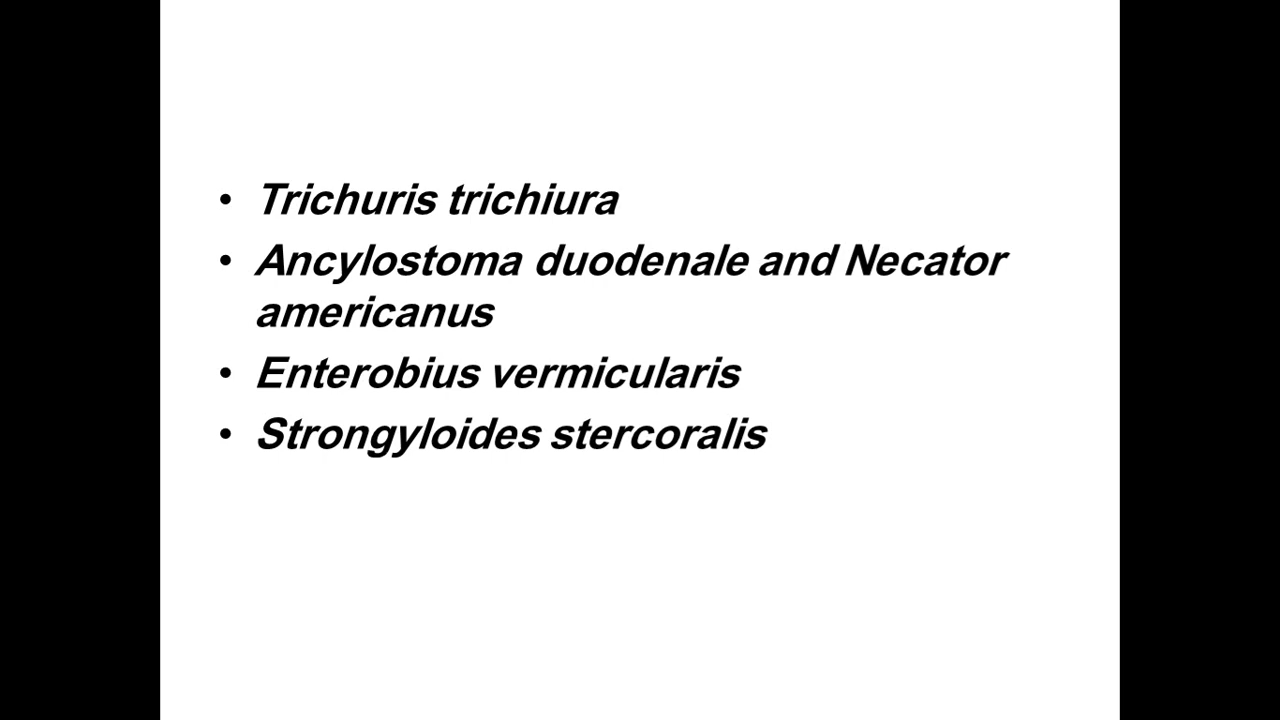 • Trichuris trichiura
• Ancylostoma duodenale and Necator
americanus
• Enterobius vermicularis
• Strongyloides stercoralis